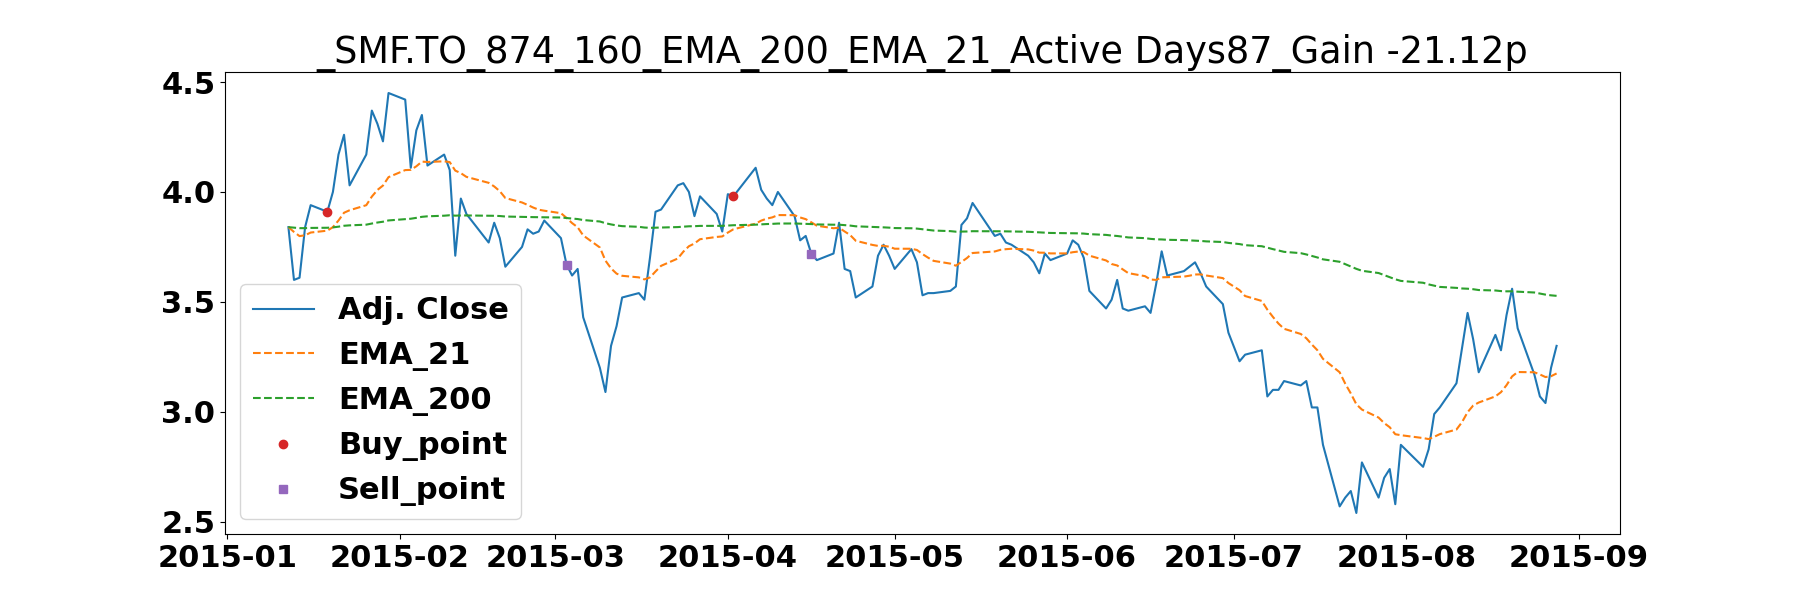 _SMF.TO_874_160_EMA_200_EMA_21_Active Days87_Gain -21.12p
4.5
4.0
3.5
3.0
2.5
Adj. Close
EMA_21
EMA_200
Buy_point
Sell_point
2015-01 2015-02 2015-03 2015-04 2015-05 2015-06 2015-07 2015-08 2015-09